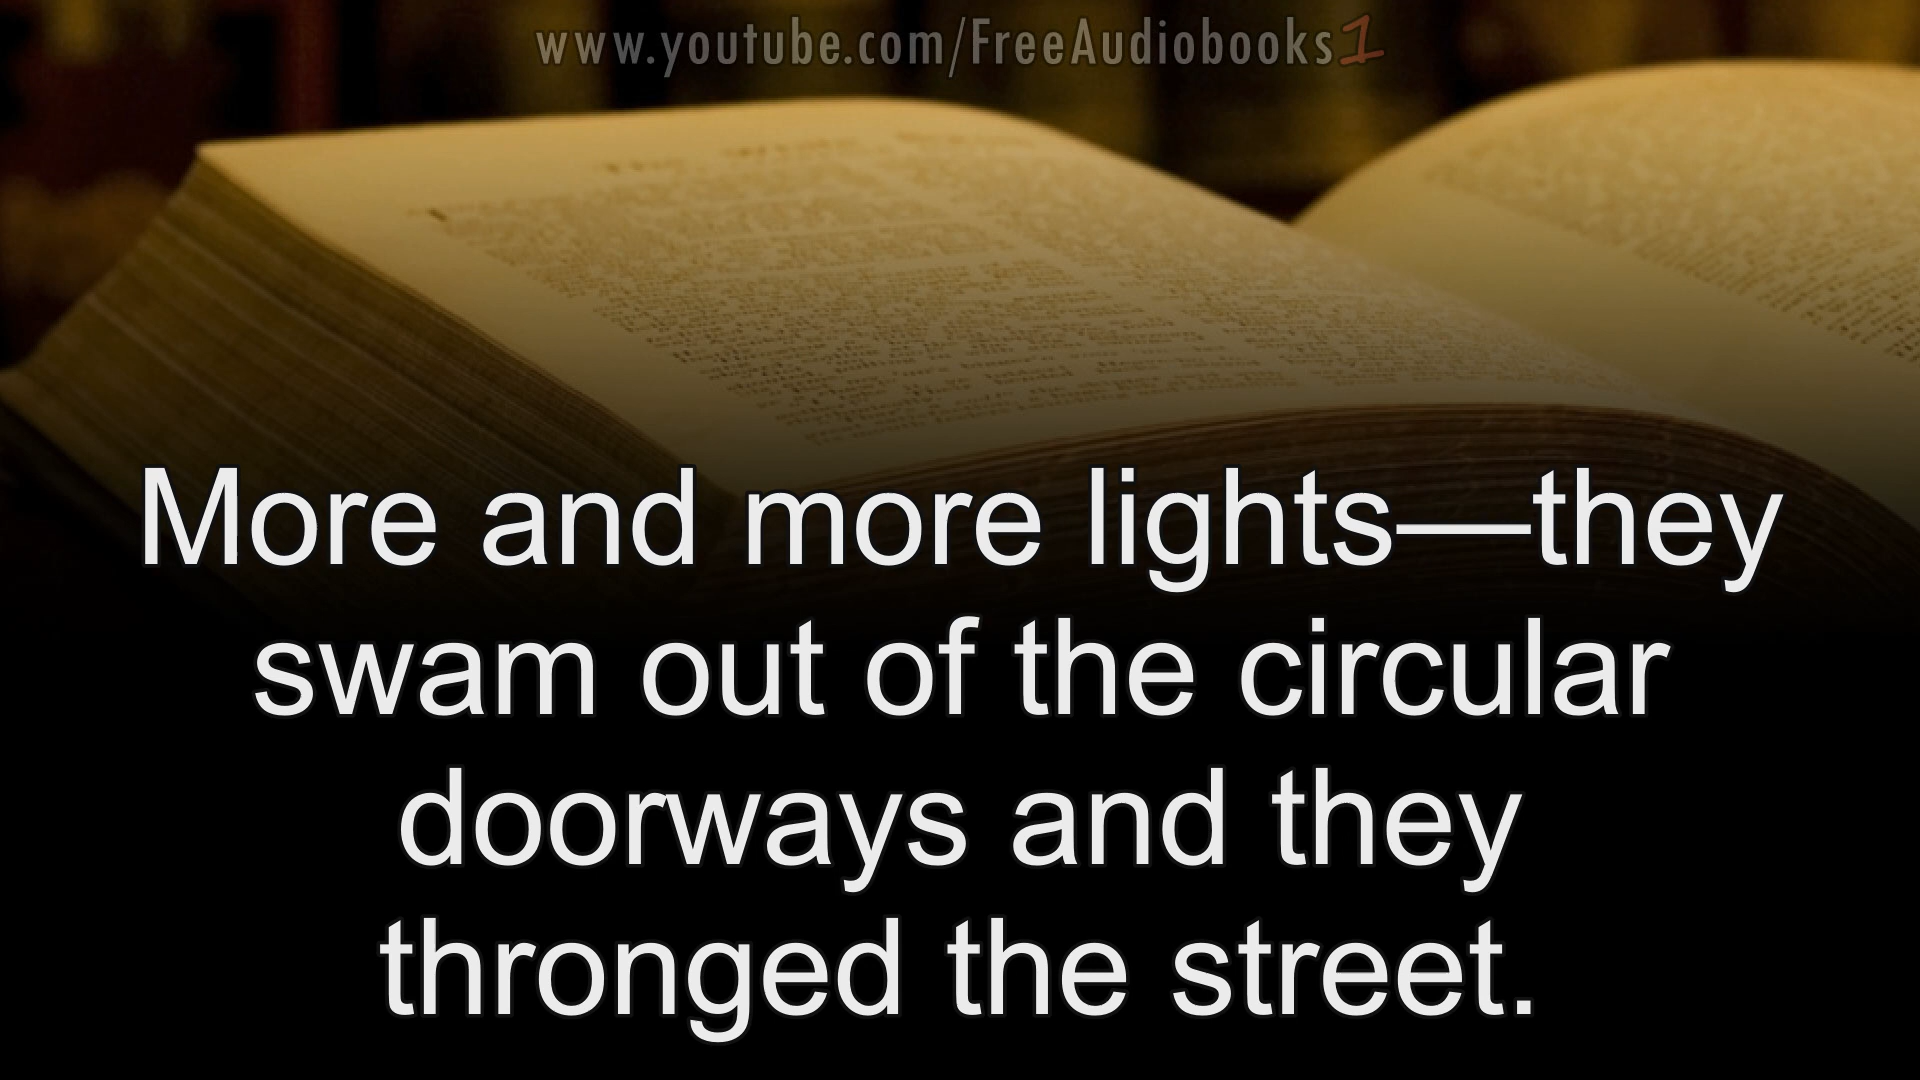 www.youtube.com/FreeAudiobooks1
More and more lights—they
swam out of the circular
doorways and they
thronged the street.